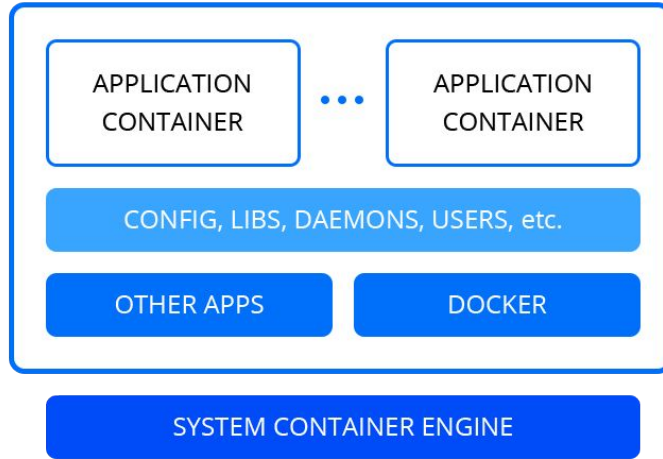 APPLICATION
CONTAINER
APPLICATION
CONTAINER
CONFIG, LIBS, DAEMONS, USERS, etc.
OTHER APPS
DOCKER
SYSTEM CONTAINER ENGINE